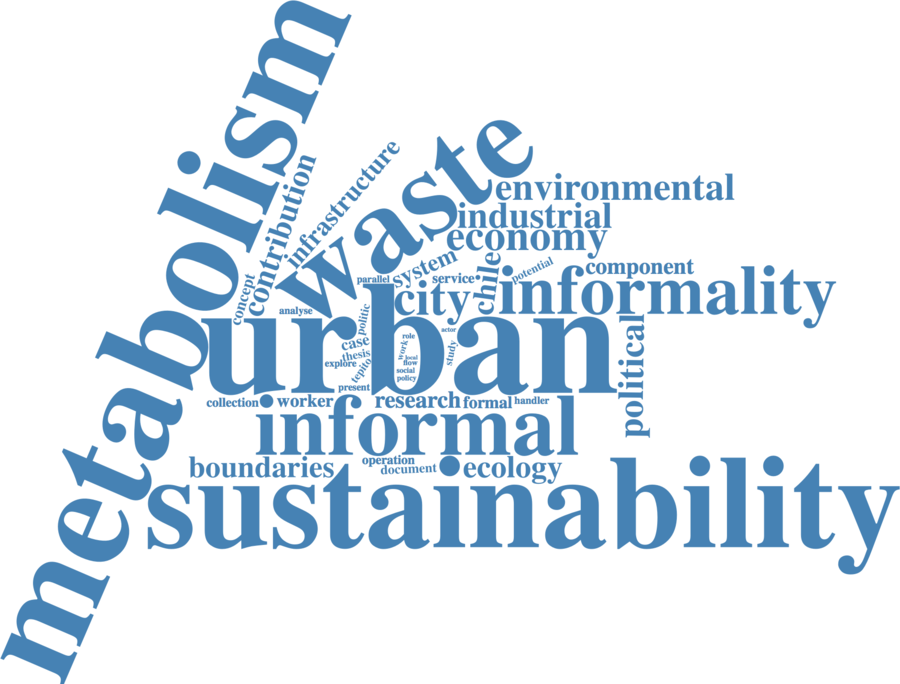 metabolism
waste
contribution
infrastructure
concept
environmental
industrial
economy
system
parallel
service
chile
potential
component
city
informality
analyse
politic
urban
case
thesis
explore
tepito
present
role
work
local
flow
social
policy
actor
study
political
collection
worker
research
formal
handler
informal
boundaries
operation
document
ecology
sustainability